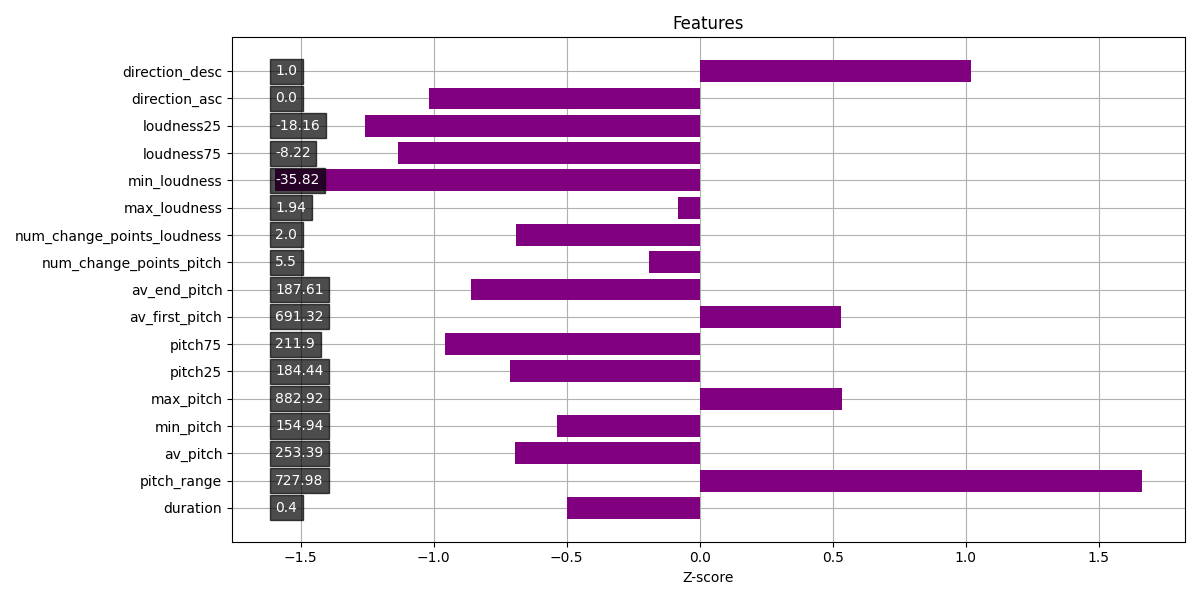 Features
direction_desc 1.0
direction_asc 0.0
loudness25 -18.16
loudness75 -8.22
min_loudness -35.82
max_loudness 1.94
num_change_points_loudness 2.0
num_change_points_pitch 5.5
av_end_pitch 187.61
av_first_pitch 691.32
pitch75 211.9
pitch25 184.44
max_pitch 882.92
min_pitch 154.94
av_pitch 253.39
pitch_range 727.98
duration 0.4
−1.5 −1.0 −0.5 0.0 0.5 1.0 1.5
Z-score